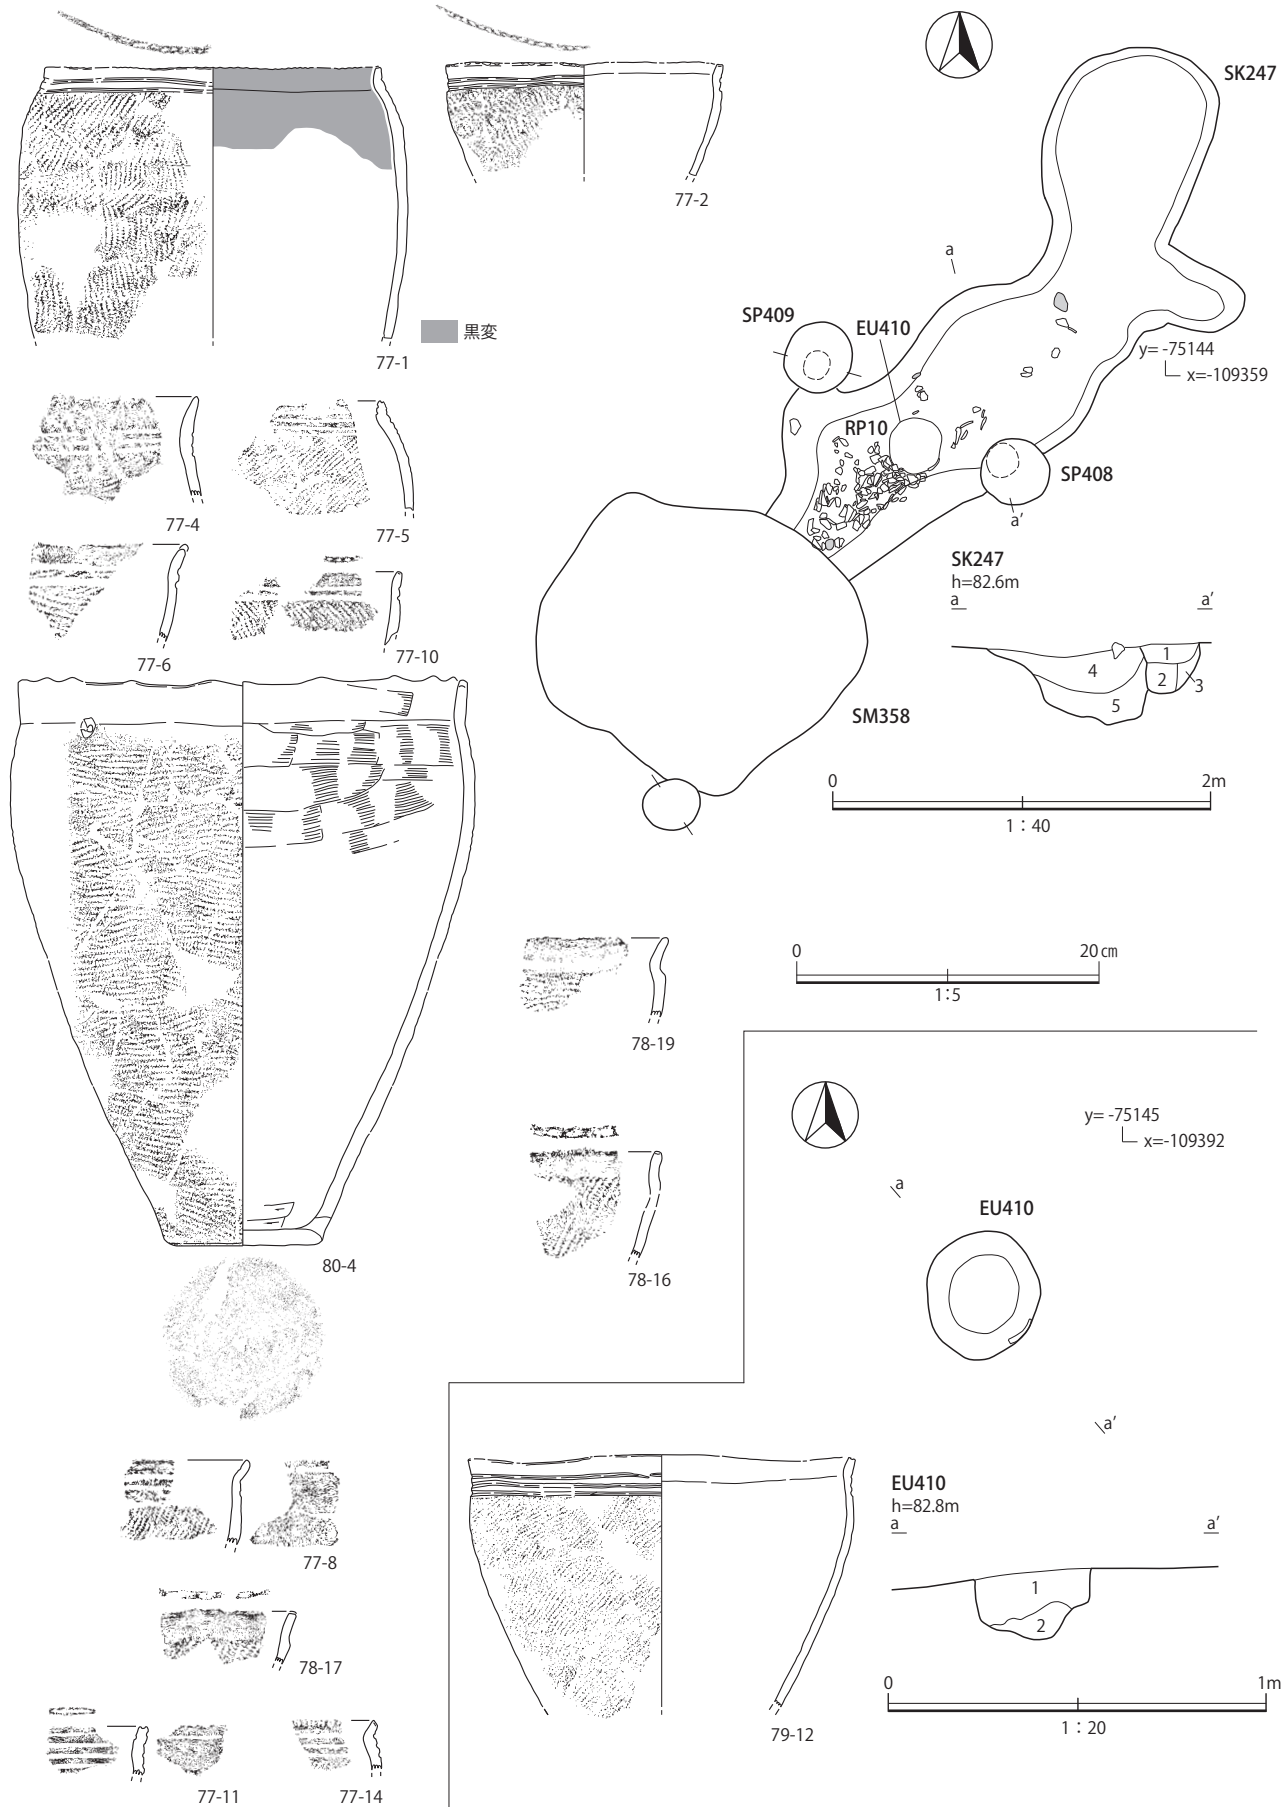 77-1
黒変
77-2
77-4
77-5
77-6
77-10
80-4
77-8
78-17
77-11
77-14
78-19
78-16
SK247
a
SP409
EU410
y= -75144
x=-109359
RP10
SP408
a'
SM358
SK247
h=82.6m
a a'
1
4
2
3
5
0 2m
1：40
0 20㎝
1:5
y= -75145
x=-109392
a
EU410
a'
EU410
h=82.8m
a a'
1
2
0 1m
1：20
79-12